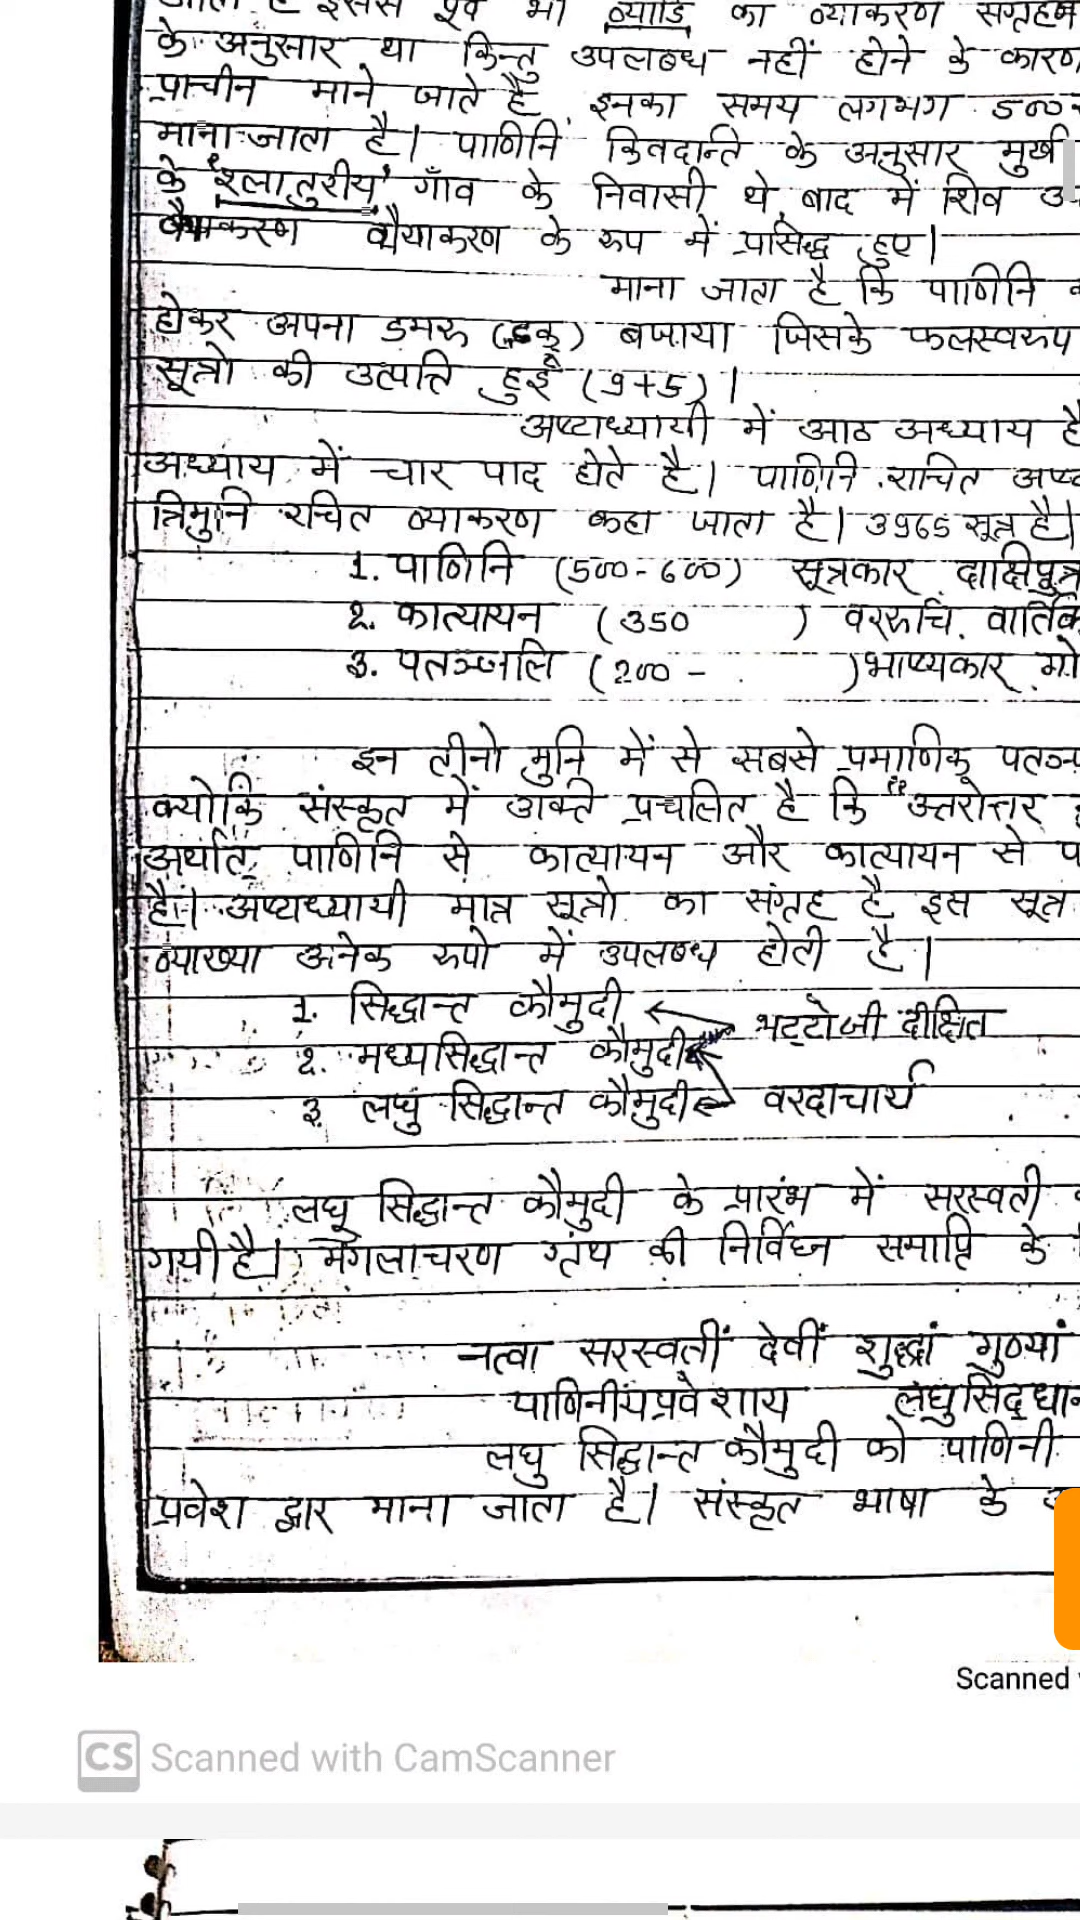 इससे पूर्व भी व्याडि का व्याकरण संग्रहम
के अनुसार था किन्तु उपलब्ध नहीं होने के कारण
प्राचीन माने जाते है, इनका समय लगभग 500
माना जाता है। पाणिनि किवदान्ति के अनुसार मुर्ख
के 'श्लातुरीय' गाँव के निवासी थे, बाद में शिव
वैयाकरण के रुप में प्रसिद्ध हुए।
माना जाता है कि पाणिनि
होकर अपना डमरू (ढक्) बजाया जिसके फलस्वरुप
सूत्रो की उत्पत्ति हुई (9+5)।
अष्टाध्यायी में आठ अध्याय है
अध्याय में चार पाद होते है। पाणिनि रचित
त्रिमुनि रचित व्याकरण कहा जाता है। 3965 सूत्र है।
1. पाणिनि (500-600) सूत्रकार दाक्षिपुत्र
2. कात्यायन (350 ) वररुचि, वार्तिक
3. पतञ्जलि (200 - )भाष्यकार,
इन तीनो मुनि में से सबसे प्रमाणिक
क्योकि संस्कृत में उक्ति प्रचलित है कि "उत्तरोत्तर
अर्थात् पाणिनि से कात्यायन और कात्यायन से
है। अष्टाध्यायी मात्र सूत्रो का संग्रह है इस सूत्र
व्याख्या अनेक रुपो में उपलब्ध होती है।
1. सिद्धान्त कौमुदी ← भट्टोजी दीक्षित
2. मध्यसिद्धान्त कौमुदी
3. लघु सिद्धान्त कौमुदी ← वरदाचार्य
लघु सिद्धान्त कौमुदी के प्रारंभ में सरस्वती
गयी है। मंगलाचरण ग्रंथ की निर्विघ्न समाप्ति के
नत्वा सरस्वतीं देवीं शुद्धां गुण्यां
पाणिनीयप्रवेशाय लघुसिद्धान
लघु सिद्धान्त कौमुदी को पाणिनी
प्रवेश द्वार माना जाता है। संस्कृत भाषा के
Scanned
CS Scanned with CamScanner